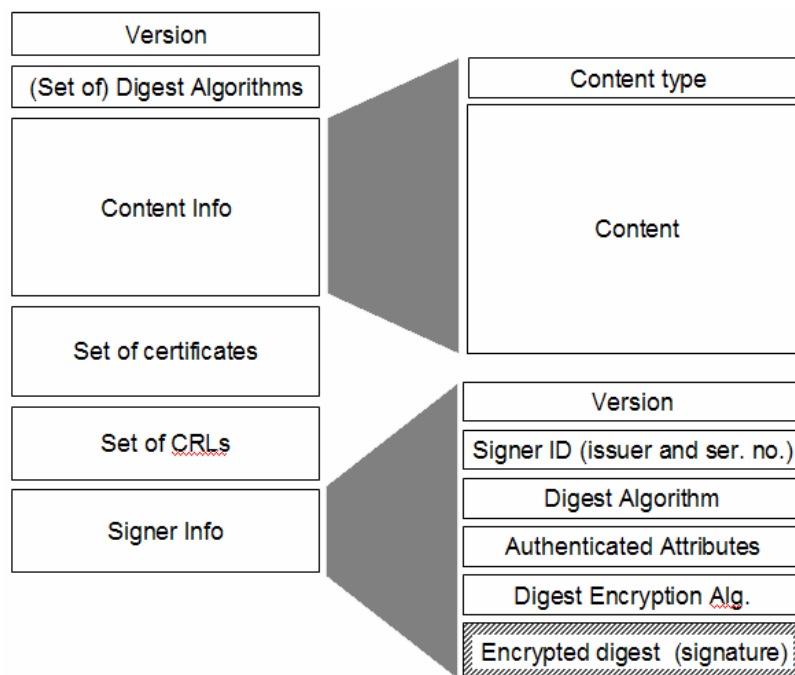 Version
(Set of) Digest Algorithms
Content Info
Set of certificates
Set of CRLs
Signer Info
Content type
Content
Version
Signer ID (issuer and ser. no.)
Digest Algorithm
Authenticated Attributes
Digest Encryption Alg.
Encrypted digest (signature)